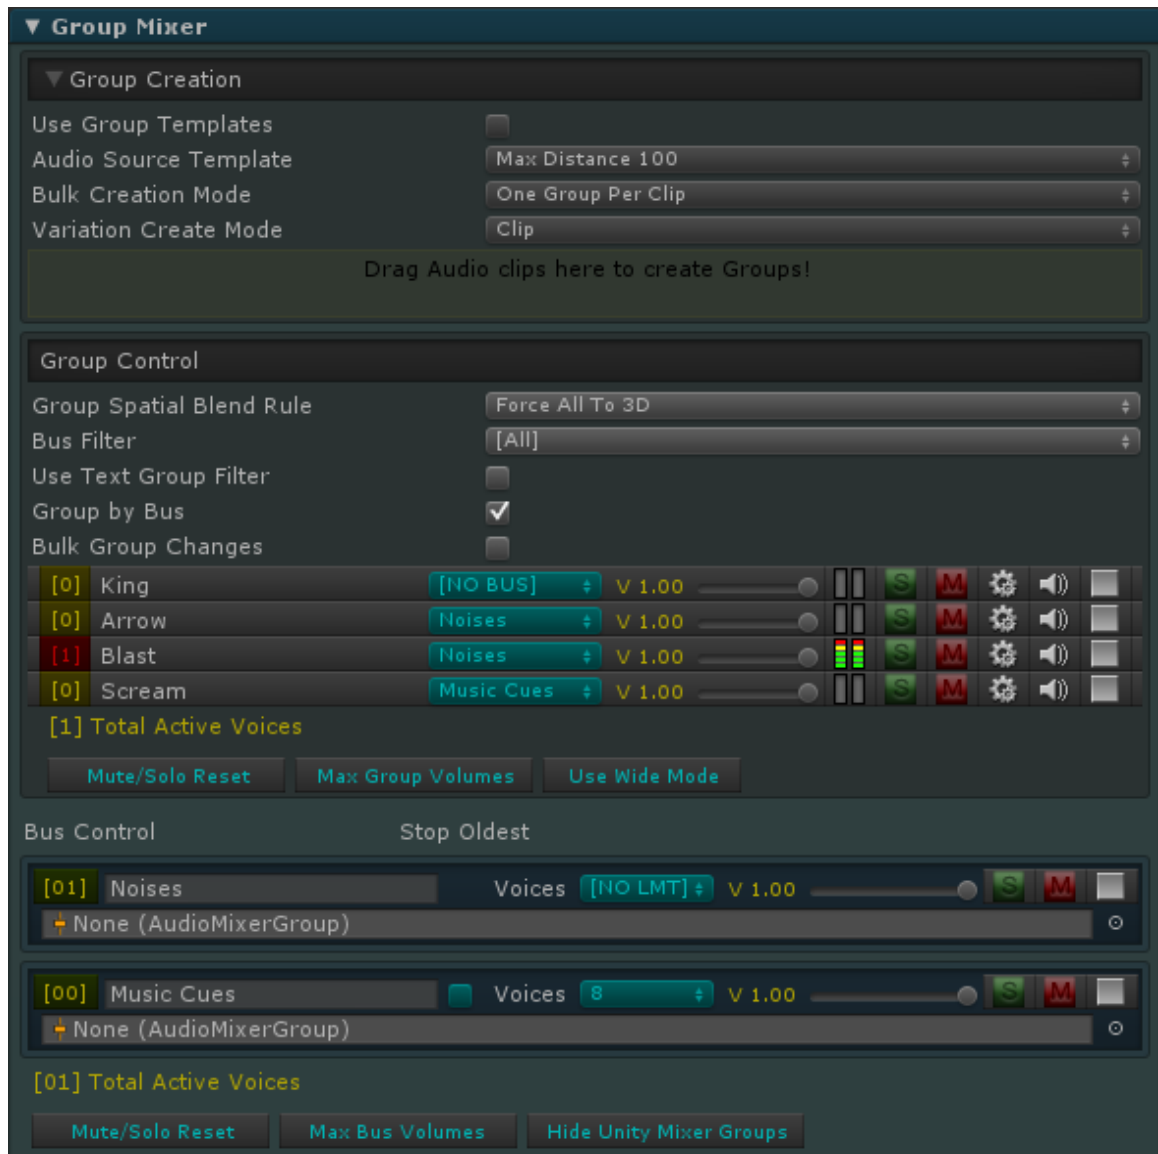 ▼ Group Mixer
▼ Group Creation
Use Group Templates
Audio Source Template Max Distance 100
Bulk Creation Mode One Group Per Clip
Variation Create Mode Clip
Drag Audio clips here to create Groups!
Group Control
Group Spatial Blend Rule Force All To 3D
Bus Filter [All]
Use Text Group Filter
Group by Bus
Bulk Group Changes
[0] King [NO BUS] V 1.00 S M
[0] Arrow Noises V 1.00 S M
[1] Blast Noises V 1.00 S M
[0] Scream Music Cues V 1.00 S M
[1] Total Active Voices
Mute/Solo Reset Max Group Volumes Use Wide Mode
Bus Control Stop Oldest
[01] Noises Voices [NO LMT] V 1.00 S M
None (AudioMixerGroup)
[00] Music Cues Voices 8 V 1.00 S M
None (AudioMixerGroup)
[01] Total Active Voices
Mute/Solo Reset Max Bus Volumes Hide Unity Mixer Groups